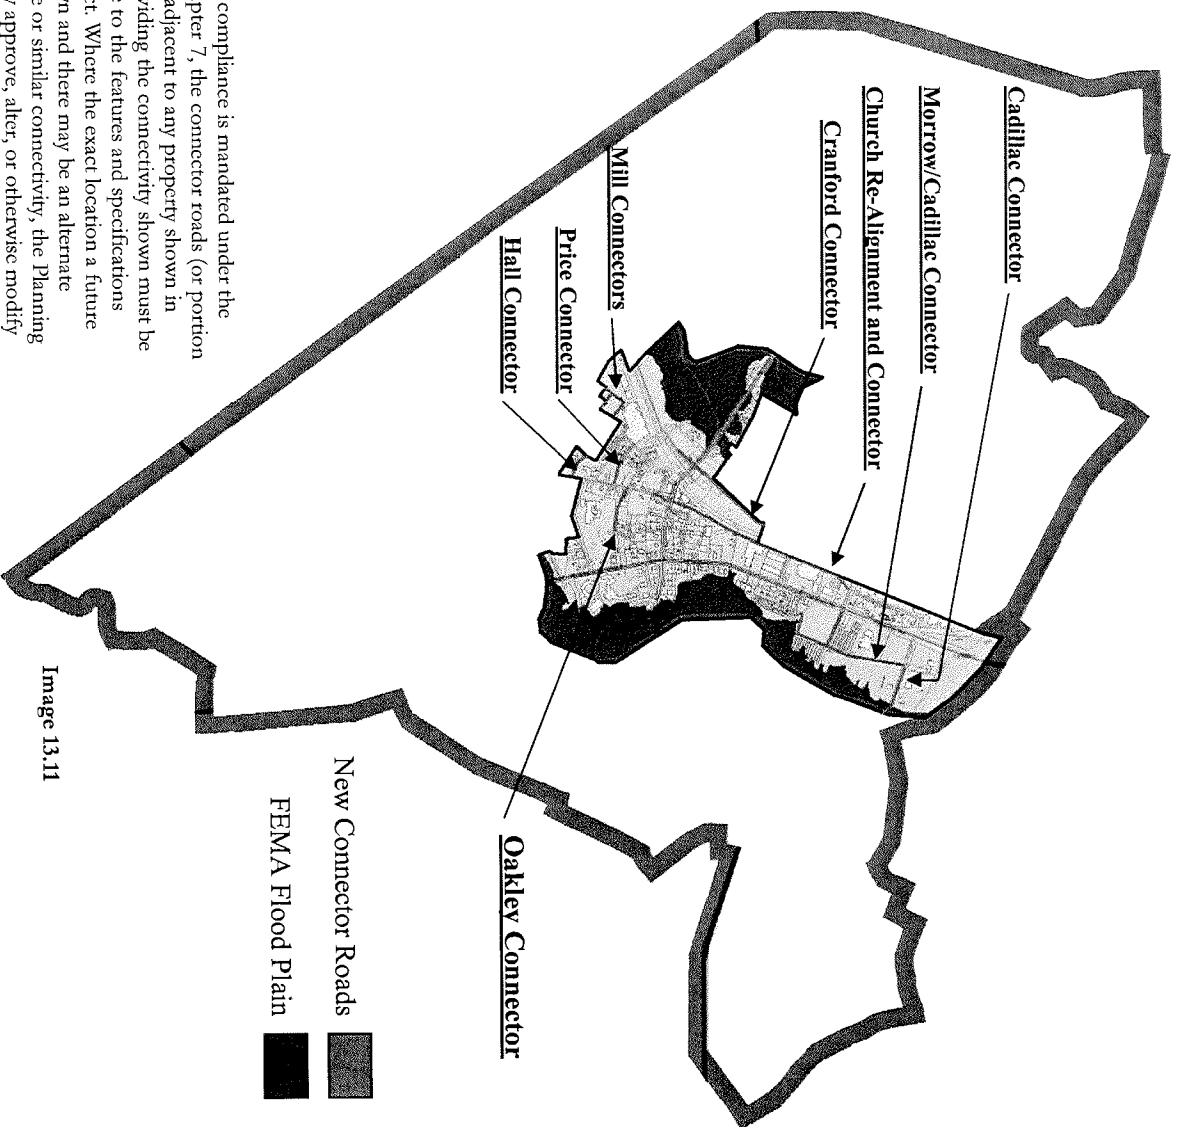 Cadillac Connector
Morrow/Cadillac Connector
Church Re-Alignment and Connector
Cranford Connector
Mill Connectors
Price Connector
Hall Connector
Oakley Connector
New Connector Roads
FEMA Flood Plain
compliance is mandated under the
pter 7, the connector roads (or portion
adjacent to any property shown in
viding the connectivity shown must be
e to the features and specifications
ct. Where the exact location a future
wn and there may be an alternate
e or similar connectivity, the Planning
y approve, alter, or otherwise modify
Image 13.11